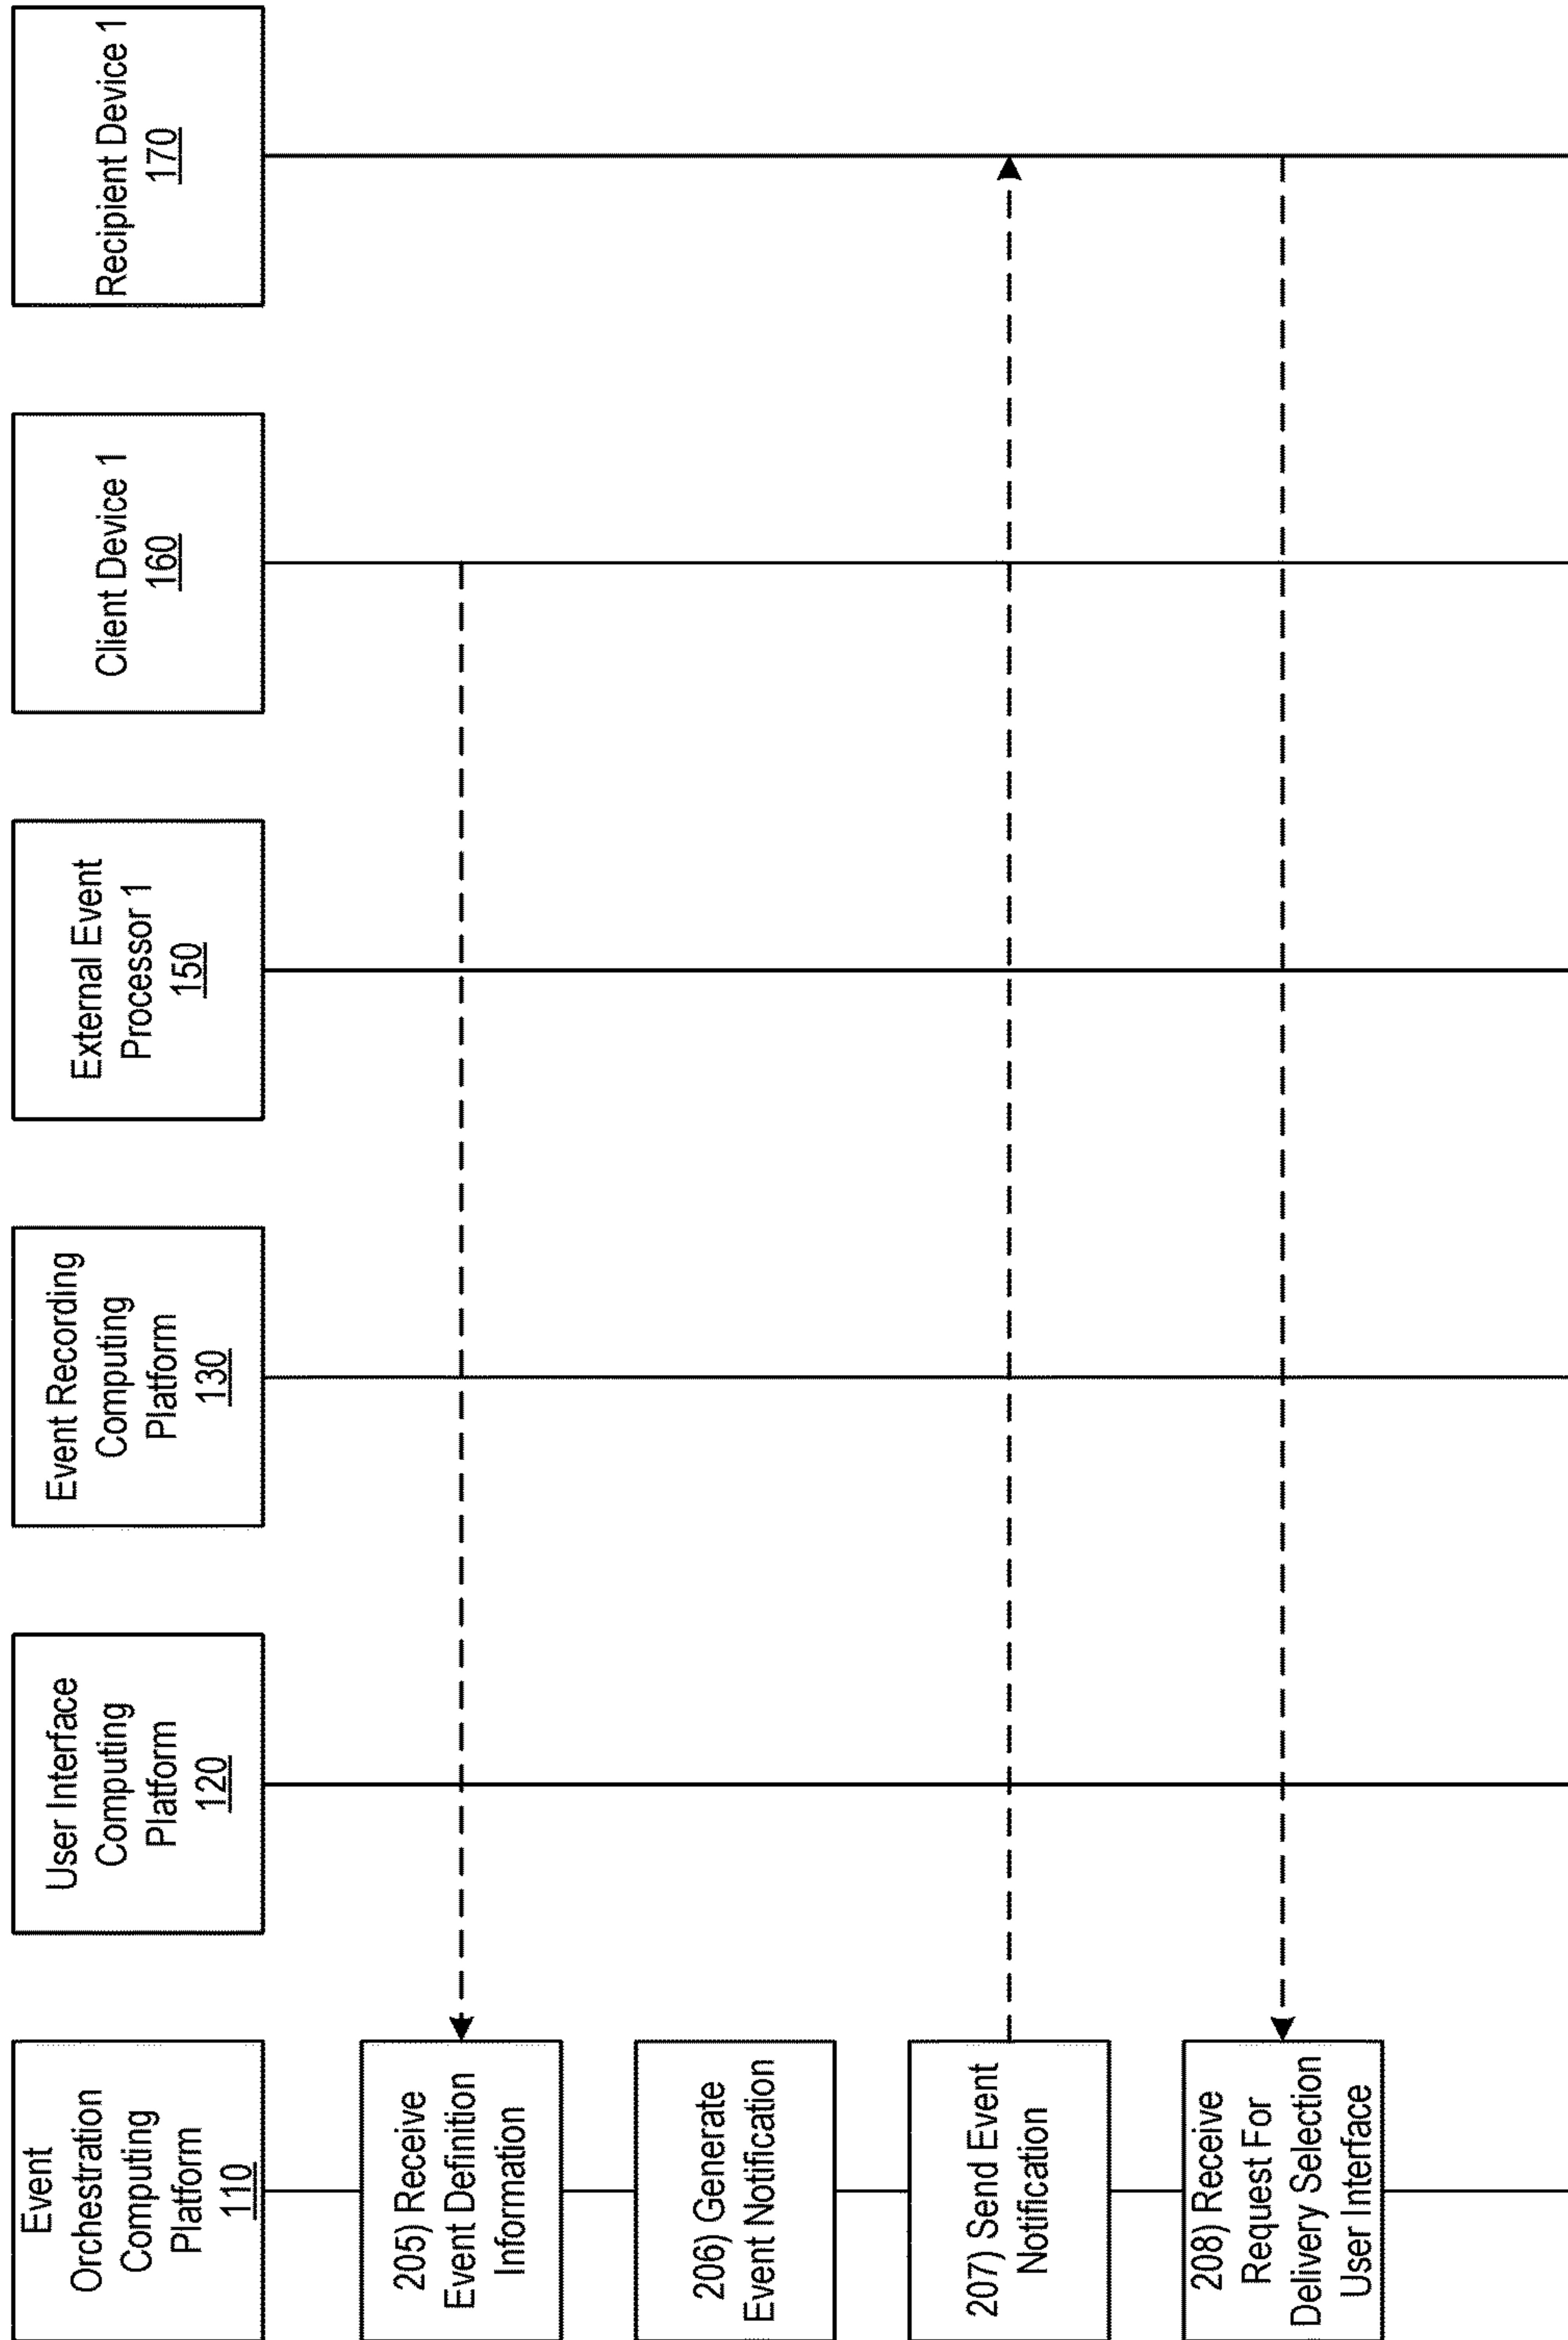 Event
Orchestration
Computing
Platform
110
User Interface
Computing
Platform
120
Event Recording
Computing
Platform
130
External Event
Processor 1
150
Client Device 1
160
Recipient Device 1
170
205) Receive
Event Definition
Information
206) Generate
Event Notification
207) Send Event
Notification
208) Receive
Request For
Delivery Selection
User Interface